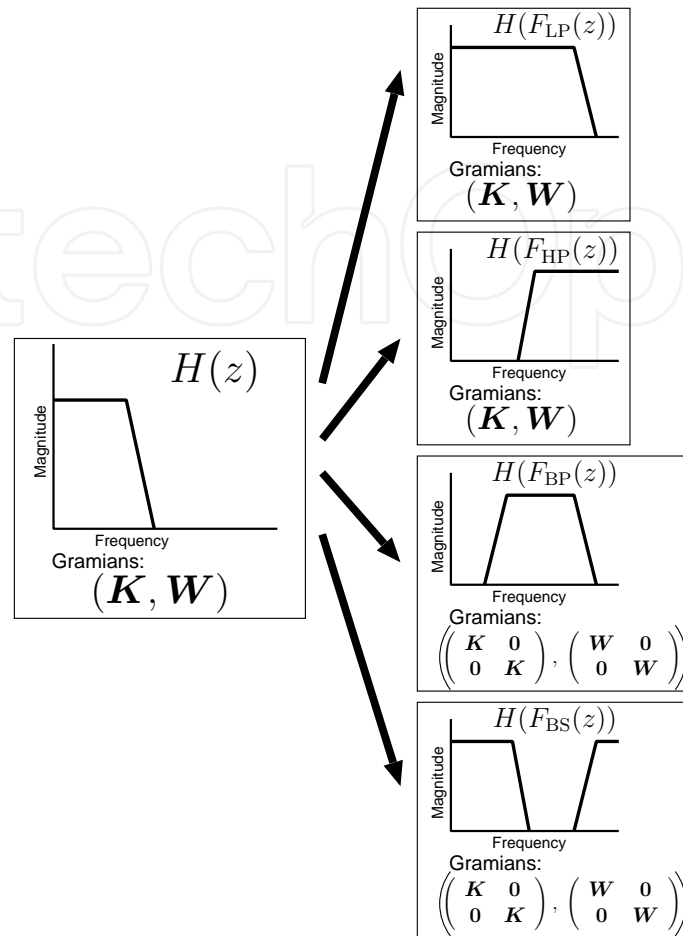 H(z)
Magnitude
Frequency
Gramians:
(K, W)
H(F_LP(z))
Magnitude
Frequency
Gramians:
(K, W)
H(F_HP(z))
Magnitude
Frequency
Gramians:
(K, W)
H(F_BP(z))
Magnitude
Frequency
Gramians:
((K 0
0 K), (W 0
0 W))
H(F_BS(z))
Magnitude
Frequency
Gramians:
((K 0
0 K), (W 0
0 W))
techOp